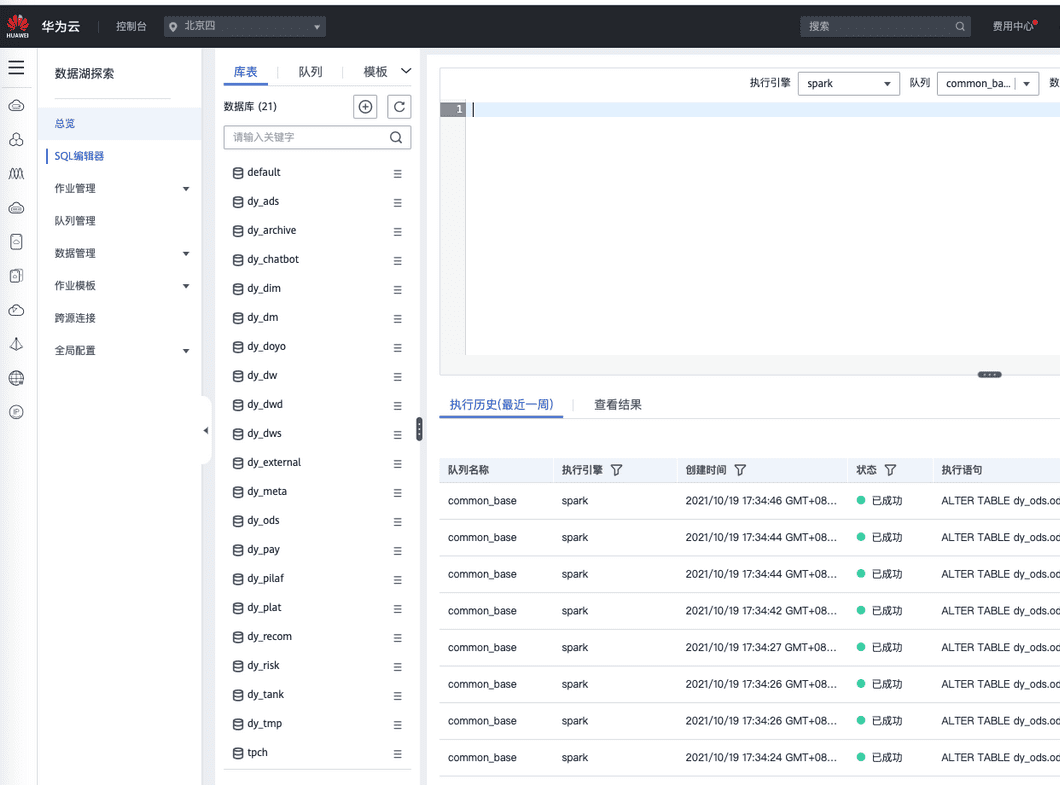 HUAWEI 华为云 控制台 北京四 搜索 费用中心
数据湖探索
总览
SQL编辑器
作业管理
队列管理
数据管理
作业模板
跨源连接
全局配置
库表 队列 模板
数据库 (21)
请输入关键字
default
dy_ads
dy_archive
dy_chatbot
dy_dim
dy_dm
dy_doyo
dy_dw
dy_dwd
dy_dws
dy_external
dy_meta
dy_ods
dy_pay
dy_pilaf
dy_plat
dy_recom
dy_risk
dy_tank
dy_tmp
tpch
执行引擎 spark 队列 common_ba... 数
1
执行历史(最近一周) 查看结果
队列名称 执行引擎 创建时间 状态 执行语句
common_base spark 2021/10/19 17:34:46 GMT+08... 已成功 ALTER TABLE dy_ods.od
common_base spark 2021/10/19 17:34:44 GMT+08... 已成功 ALTER TABLE dy_ods.od
common_base spark 2021/10/19 17:34:44 GMT+08... 已成功 ALTER TABLE dy_ods.od
common_base spark 2021/10/19 17:34:42 GMT+08... 已成功 ALTER TABLE dy_ods.od
common_base spark 2021/10/19 17:34:27 GMT+08... 已成功 ALTER TABLE dy_ods.od
common_base spark 2021/10/19 17:34:26 GMT+08... 已成功 ALTER TABLE dy_ods.od
common_base spark 2021/10/19 17:34:26 GMT+08... 已成功 ALTER TABLE dy_ods.od
common_base spark 2021/10/19 17:34:24 GMT+08... 已成功 ALTER TABLE dy_ods.od